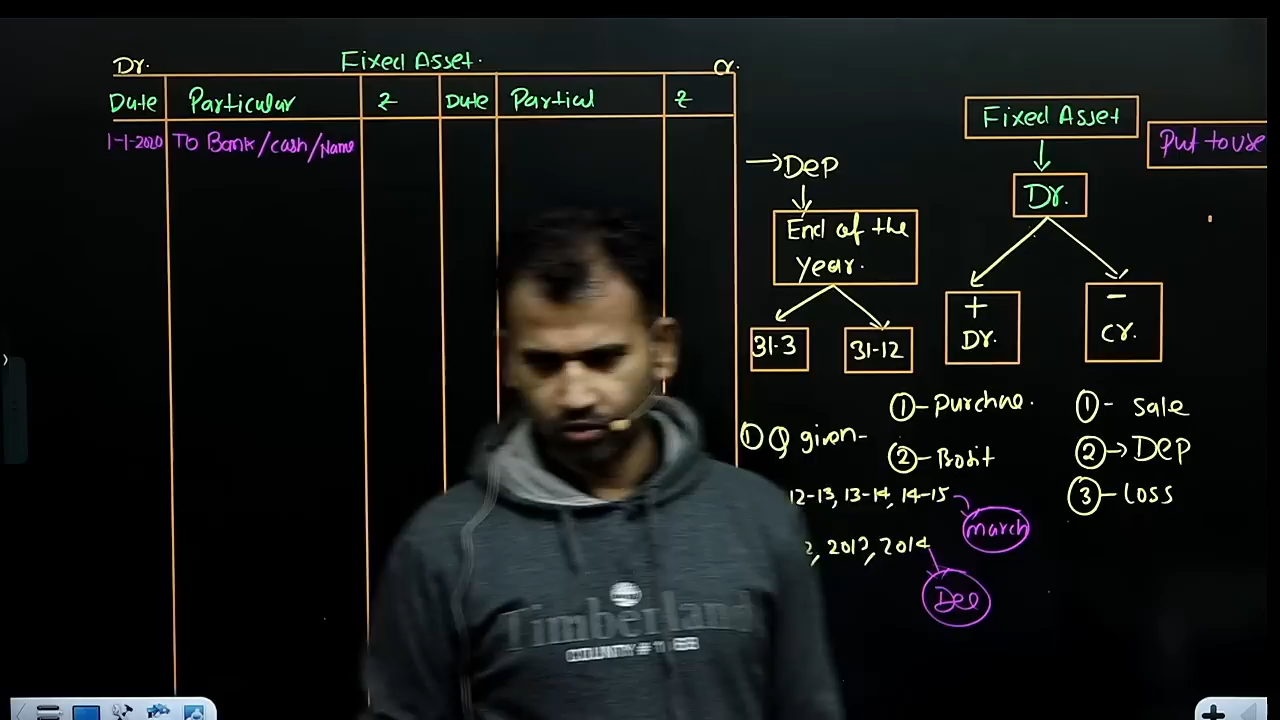 Dr. Fixed Asset. Cr.
Date Particular ₹ Date Partial ₹
1-1-2020 To Bank/cash/Name
→Dep
End of the
year.
31-3 31-12
① Q given-
12-13, 13-14, 14-15
March
2, 2013, 2014
Dec
Fixed Asset
Put to use
Dr.
+
Dr.
-
Cr.
①-Purchase.
②-
①- Sale
②→Dep
③-Loss
Timberland
COUNTRY #